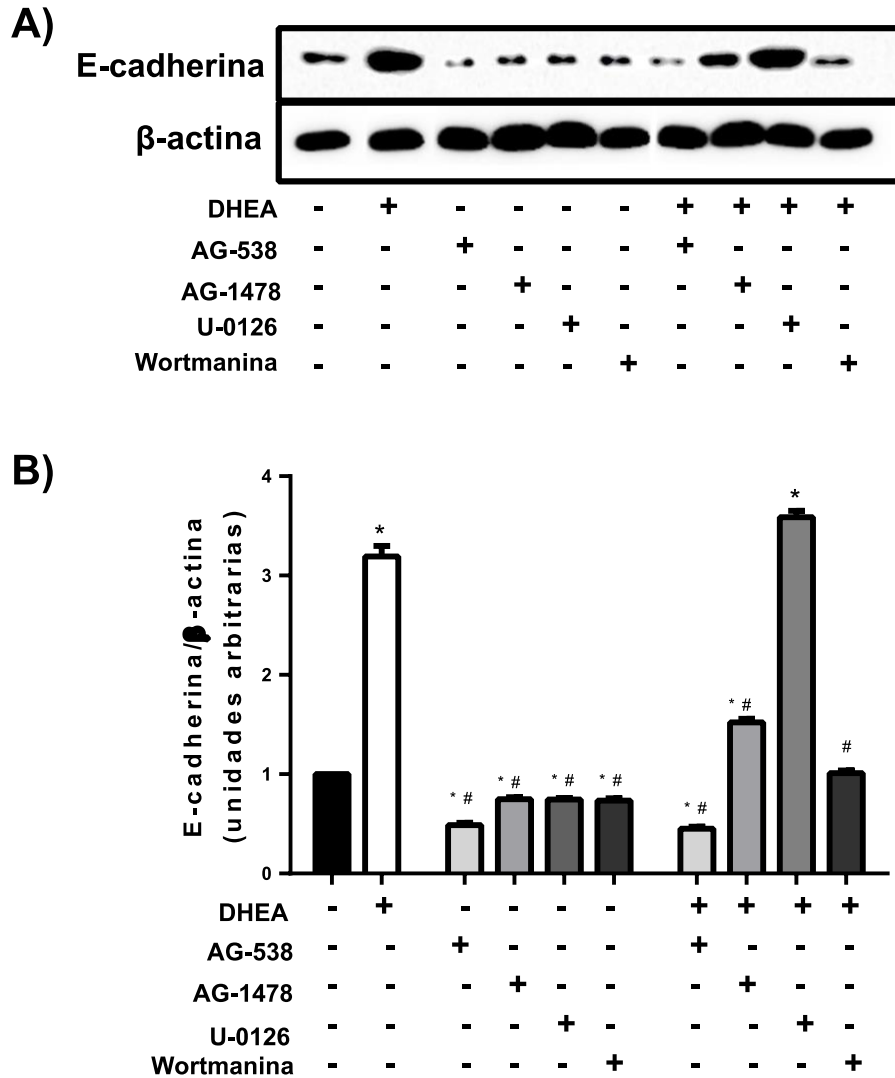 A)
E-cadherina
β-actina
DHEA - + - - - - + + + +
AG-538 - - + - - - + - - -
AG-1478 - - - + - - - + - -
U-0126 - - - - + - - - + -
Wortmanina - - - - - + - - - +
B)
E-cadherina/β-actina
(unidades arbitrarias)
4
3
2
1
0
*
* #
* #
* #
* #
* #
* #
*
#
DHEA - + - - - - + + + +
AG-538 - - + - - - + - - -
AG-1478 - - - + - - - + - -
U-0126 - - - - + - - - + -
Wortmanina - - - - - + - - - +